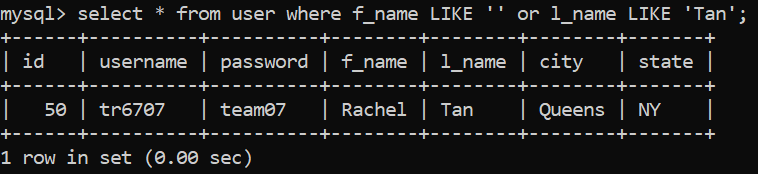 mysql> select * from user where f_name LIKE '' or l_name LIKE 'Tan';
+------+----------+----------+--------+--------+--------+-------+
| id   | username | password | f_name | l_name | city   | state |
+------+----------+----------+--------+--------+--------+-------+
|   50 | tr6707   | team07   | Rachel | Tan    | Queens | NY    |
+------+----------+----------+--------+--------+--------+-------+
1 row in set (0.00 sec)